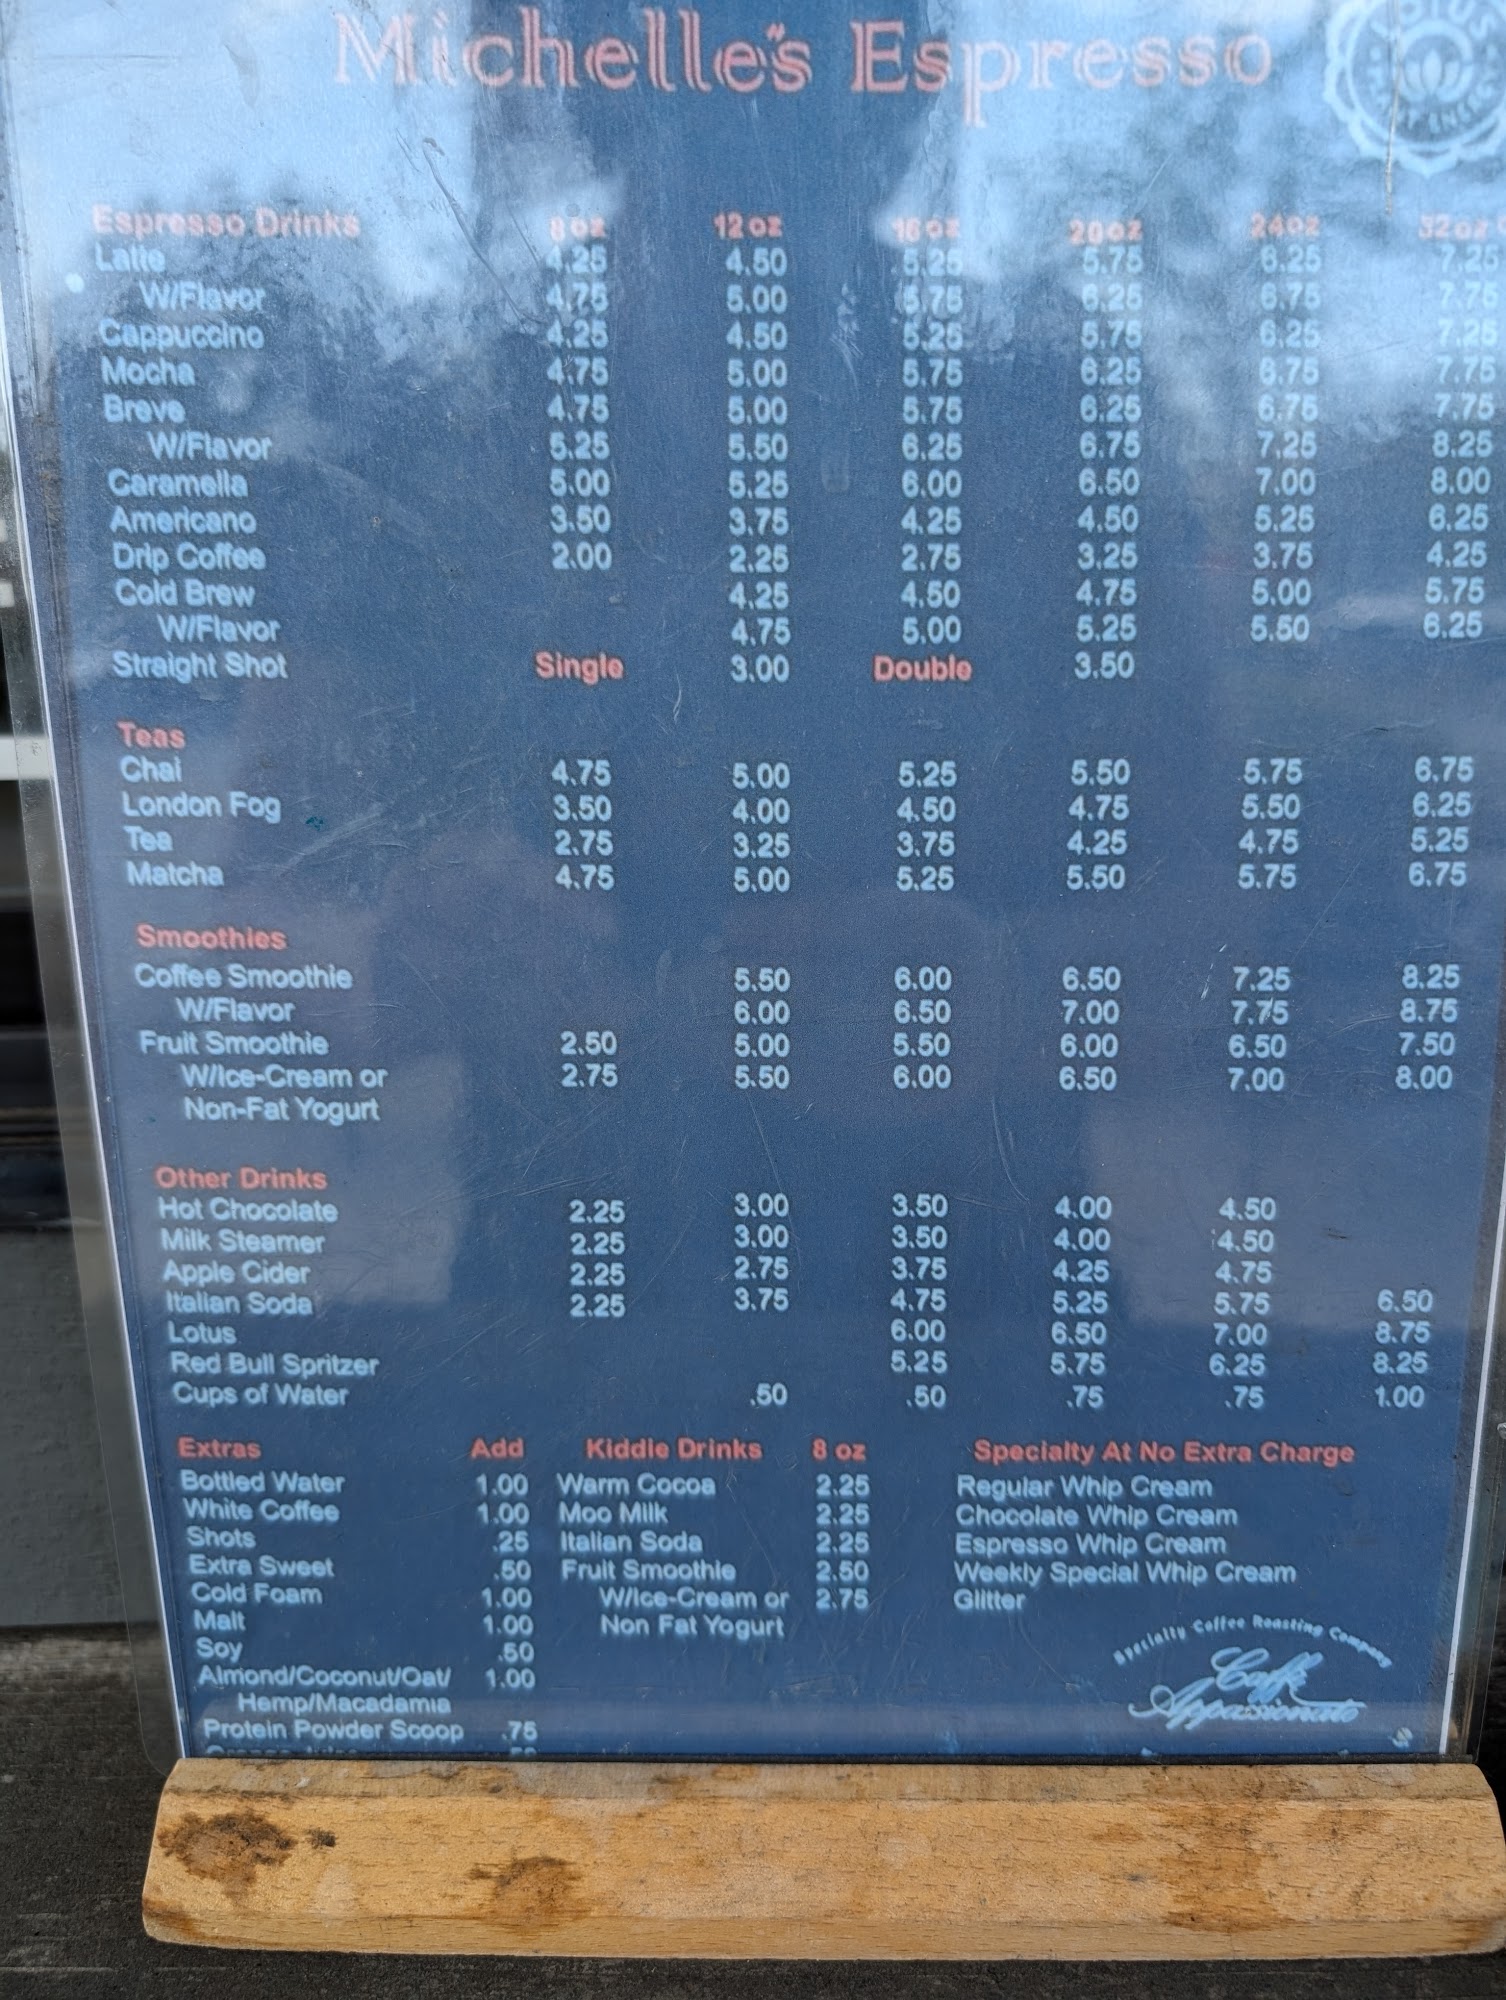 Michelle's Espresso
LOTUS
PLANT ENERGY
Espresso Drinks 8 oz 12 oz 16 oz 20 oz 24 oz 32 oz
Latte 4.25 4.50 5.25 5.75 6.25 7.25
W/Flavor 4.75 5.00 5.75 6.25 6.75 7.75
Cappuccino 4.25 4.50 5.25 5.75 6.25 7.25
Mocha 4.75 5.00 5.75 6.25 6.75 7.75
Breve 4.75 5.00 5.75 6.25 6.75 7.75
W/Flavor 5.25 5.50 6.25 6.75 7.25 8.25
Caramella 5.00 5.25 6.00 6.50 7.00 8.00
Americano 3.50 3.75 4.25 4.50 5.25 6.25
Drip Coffee 2.00 2.25 2.75 3.25 3.75 4.25
Cold Brew 4.25 4.50 4.75 5.00 5.75
W/Flavor 4.75 5.00 5.25 5.50 6.25
Straight Shot Single 3.00 Double 3.50
Teas
Chai 4.75 5.00 5.25 5.50 5.75 6.75
London Fog 3.50 4.00 4.50 4.75 5.50 6.25
Tea 2.75 3.25 3.75 4.25 4.75 5.25
Matcha 4.75 5.00 5.25 5.50 5.75 6.75
Smoothies
Coffee Smoothie 5.50 6.00 6.50 7.25 8.25
W/Flavor 6.00 6.50 7.00 7.75 8.75
Fruit Smoothie 2.50 5.00 5.50 6.00 6.50 7.50
W/Ice-Cream or 2.75 5.50 6.00 6.50 7.00 8.00
Non-Fat Yogurt
Other Drinks
Hot Chocolate 2.25 3.00 3.50 4.00 4.50
Milk Steamer 2.25 3.00 3.50 4.00 4.50
Apple Cider 2.25 2.75 3.75 4.25 4.75
Italian Soda 2.25 3.75 4.75 5.25 5.75 6.50
Lotus 6.00 6.50 7.00 8.75
Red Bull Spritzer 5.25 5.75 6.25 8.25
Cups of Water .50 .50 .75 .75 1.00
Extras Add Kiddie Drinks 8 oz Specialty At No Extra Charge
Bottled Water 1.00 Warm Cocoa 2.25 Regular Whip Cream
White Coffee 1.00 Moo Milk 2.25 Chocolate Whip Cream
Shots .25 Italian Soda 2.25 Espresso Whip Cream
Extra Sweet .50 Fruit Smoothie 2.50 Weekly Special Whip Cream
Cold Foam 1.00 W/Ice-Cream or 2.75 Glitter
Malt 1.00 Non Fat Yogurt
Soy .50
Almond/Coconut/Oat/ 1.00
Hemp/Macadamia
Protein Powder Scoop .75
Specialty Coffee Roasting Company
Caffe
Appassionato